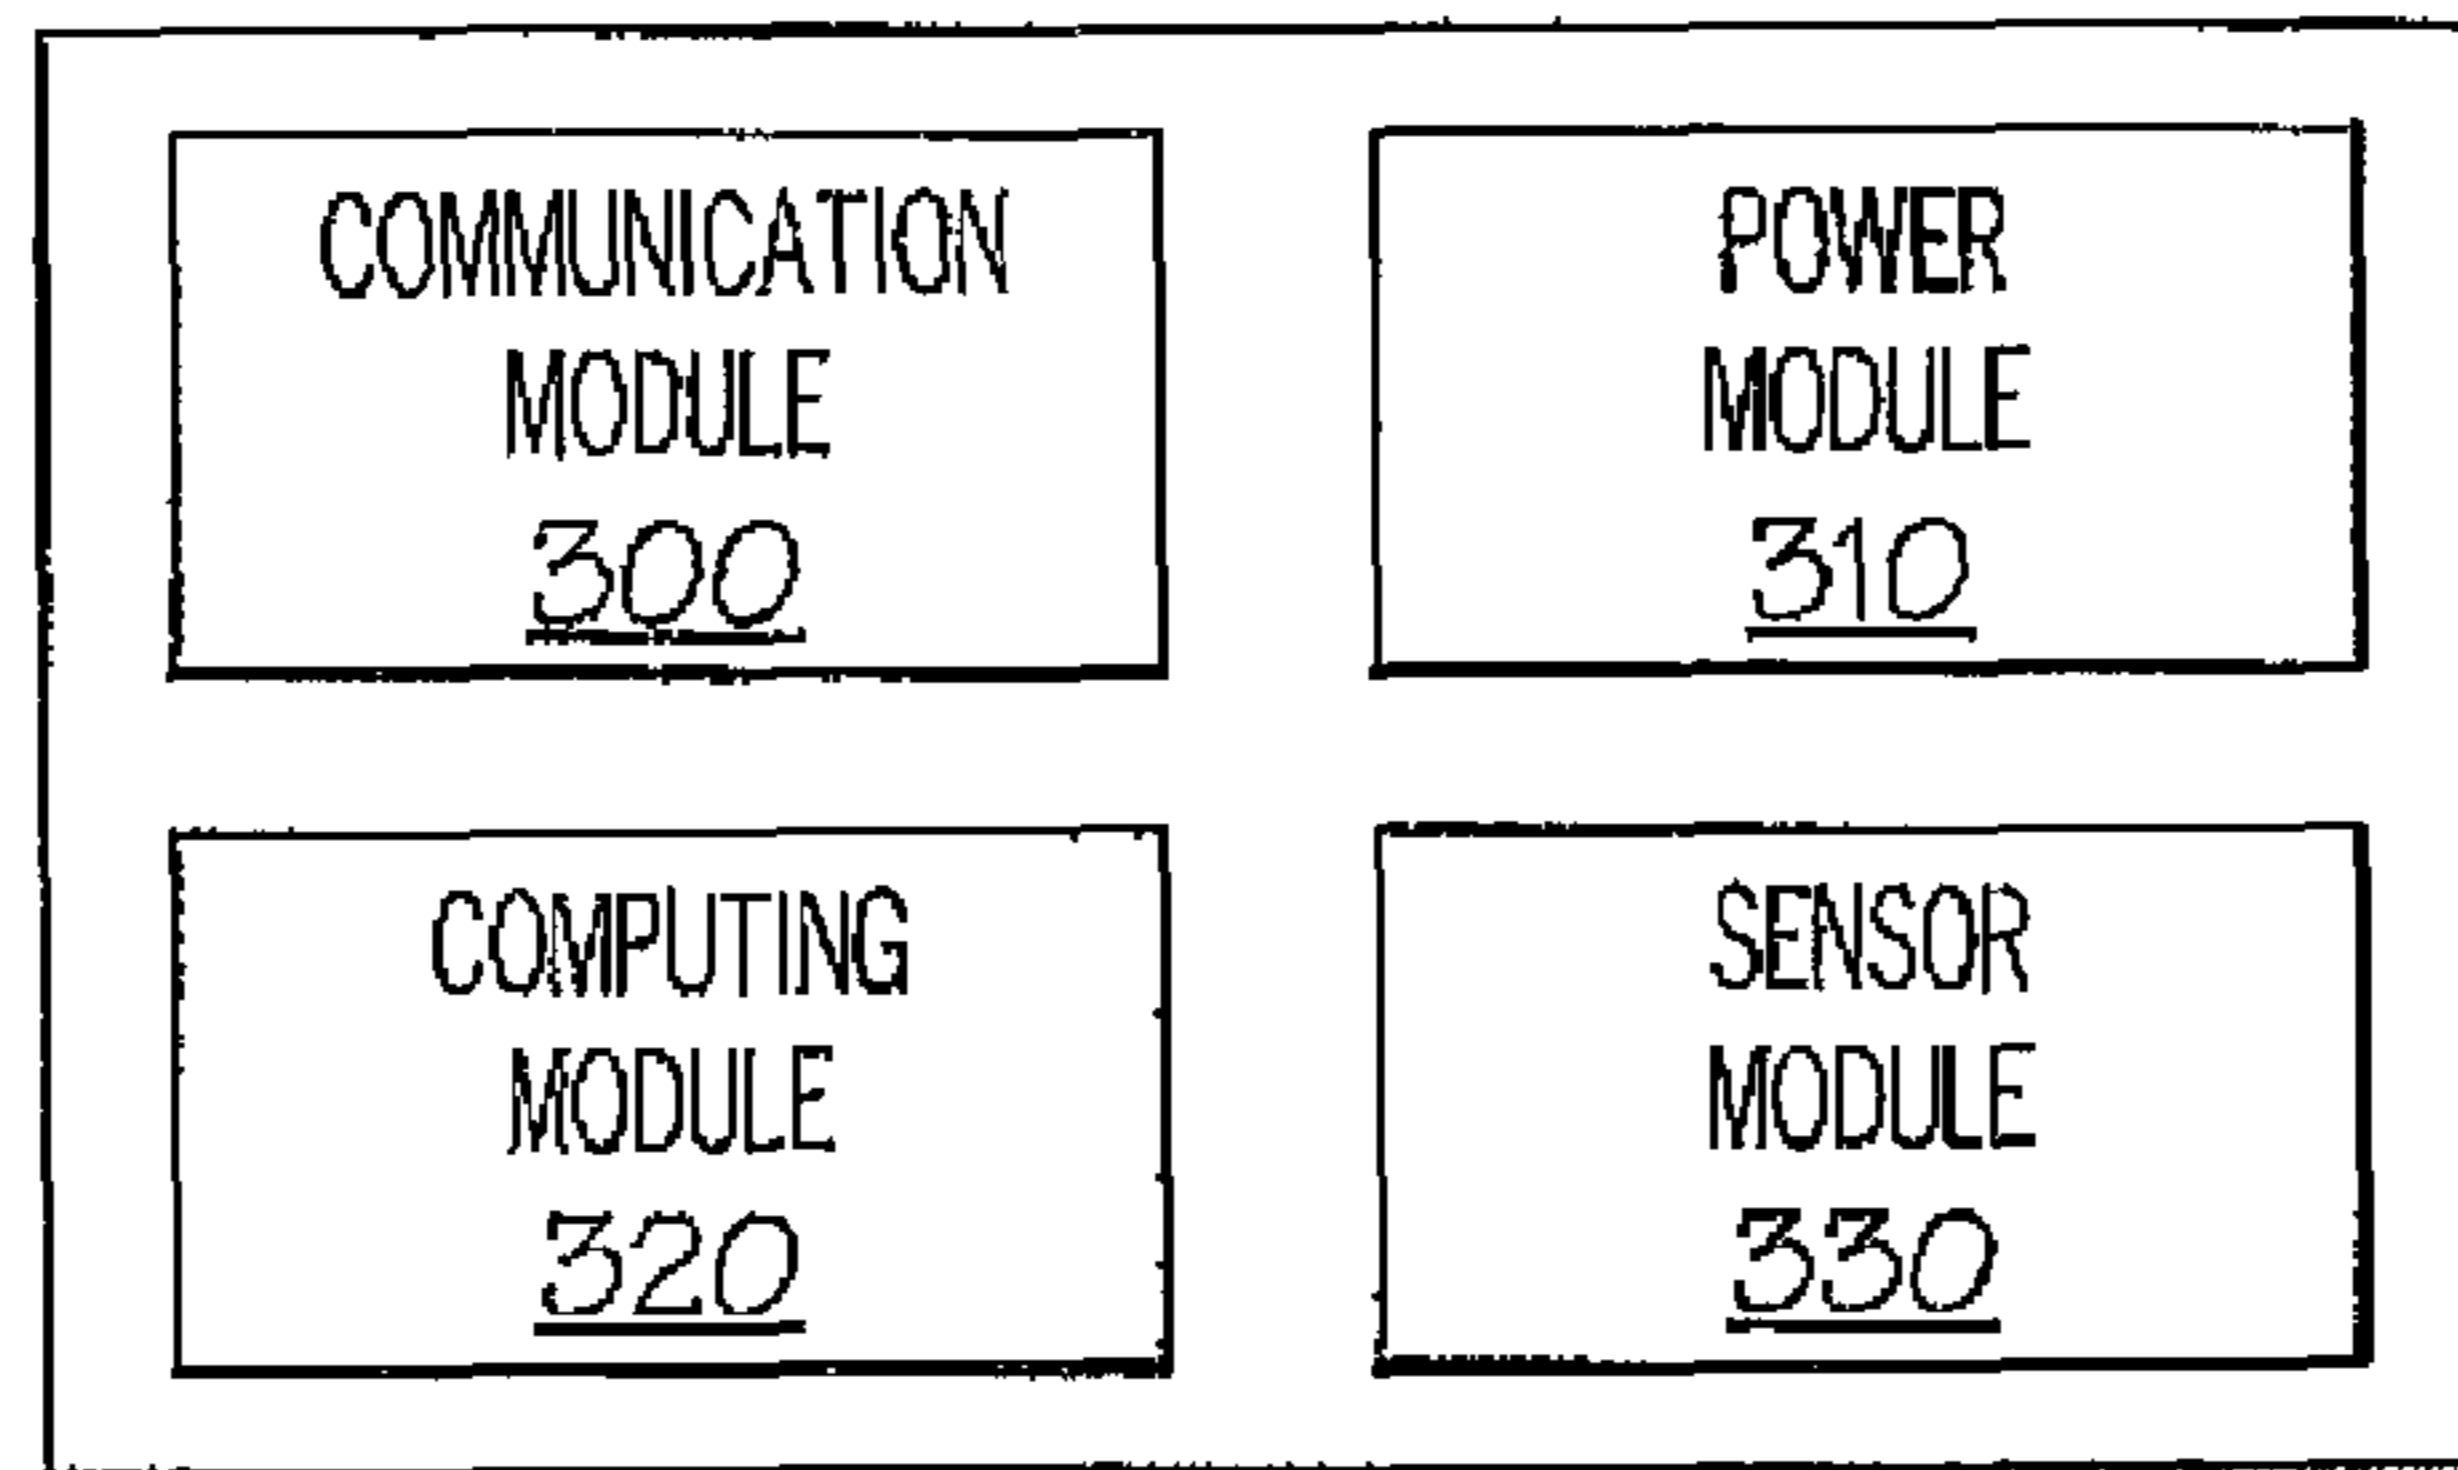 COMMUNICATION
MODULE
300
POWER
MODULE
310
COMPUTING
MODULE
320
SENSOR
MODULE
330